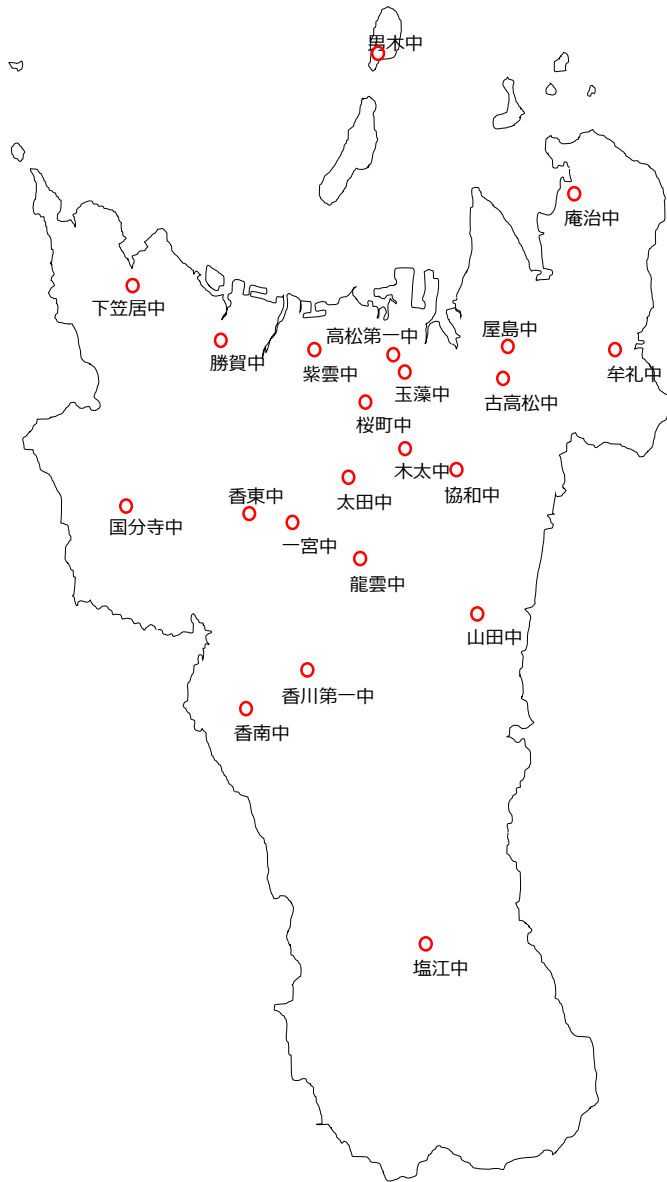 男木中
庵治中
下笠居中
勝賀中
紫雲中
高松第一中
屋島中
牟礼中
玉藻中
古高松中
桜町中
木太中
協和中
太田中
香東中
国分寺中
一宮中
龍雲中
山田中
香川第一中
香南中
塩江中